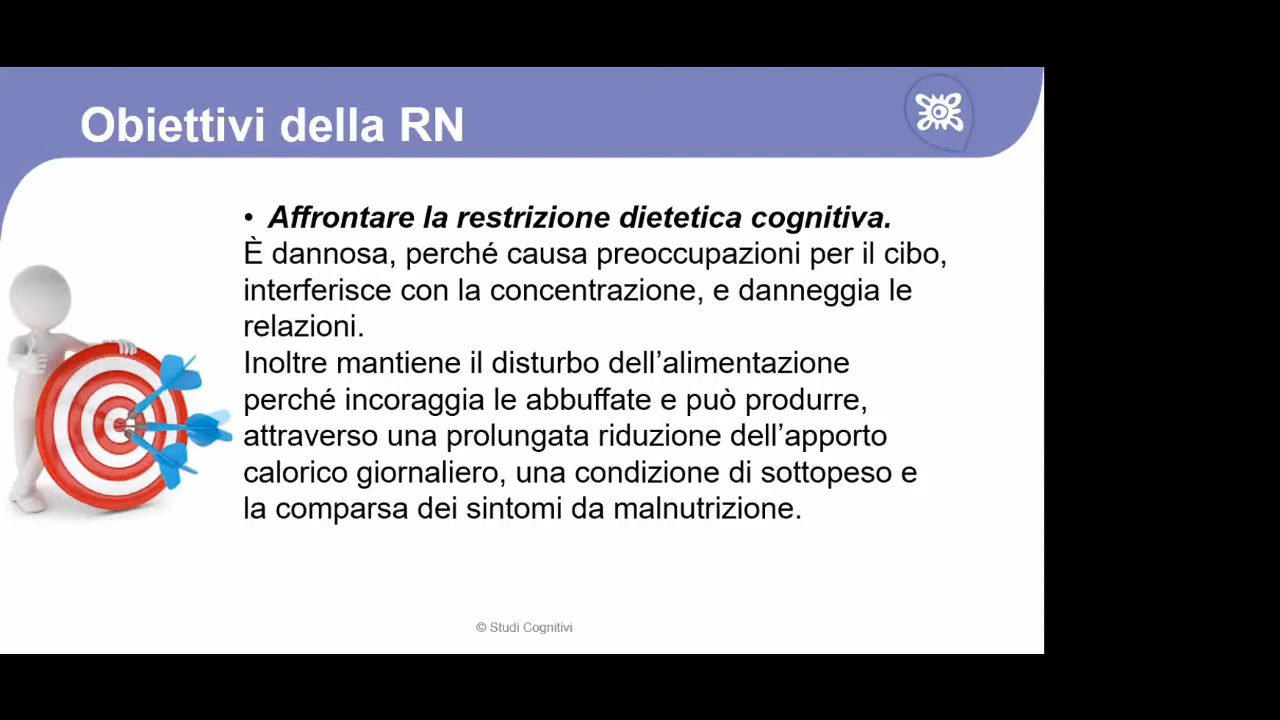 Obiettivi della RN
• Affrontare la restrizione dietetica cognitiva.
È dannosa, perché causa preoccupazioni per il cibo,
interferisce con la concentrazione, e danneggia le
relazioni.
Inoltre mantiene il disturbo dell’alimentazione
perché incoraggia le abbuffate e può produrre,
attraverso una prolungata riduzione dell’apporto
calorico giornaliero, una condizione di sottopeso e
la comparsa dei sintomi da malnutrizione.
© Studi Cognitivi